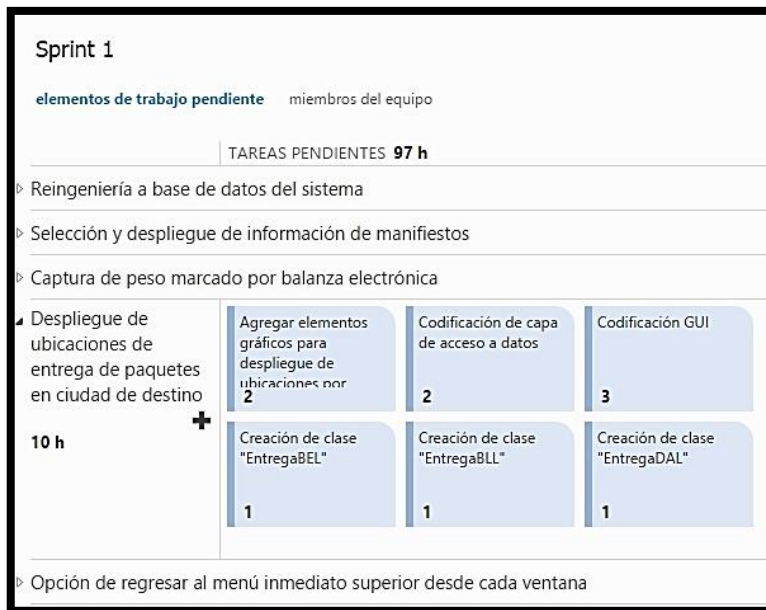 Sprint 1
elementos de trabajo pendiente miembros del equipo
TAREAS PENDIENTES 97 h
Reingeniería a base de datos del sistema
Selección y despliegue de información de manifiestos
Captura de peso marcado por balanza electrónica
Despliegue de
ubicaciones de
entrega de paquetes
en ciudad de destino
10 h
Agregar elementos
gráficos para
despliegue de
ubicaciones por
2
Codificación de capa
de acceso a datos
2
Codificación GUI
3
Creación de clase
"EntregaBEL"
1
Creación de clase
"EntregaBLL"
1
Creación de clase
"EntregaDAL"
1
Opción de regresar al menú inmediato superior desde cada ventana